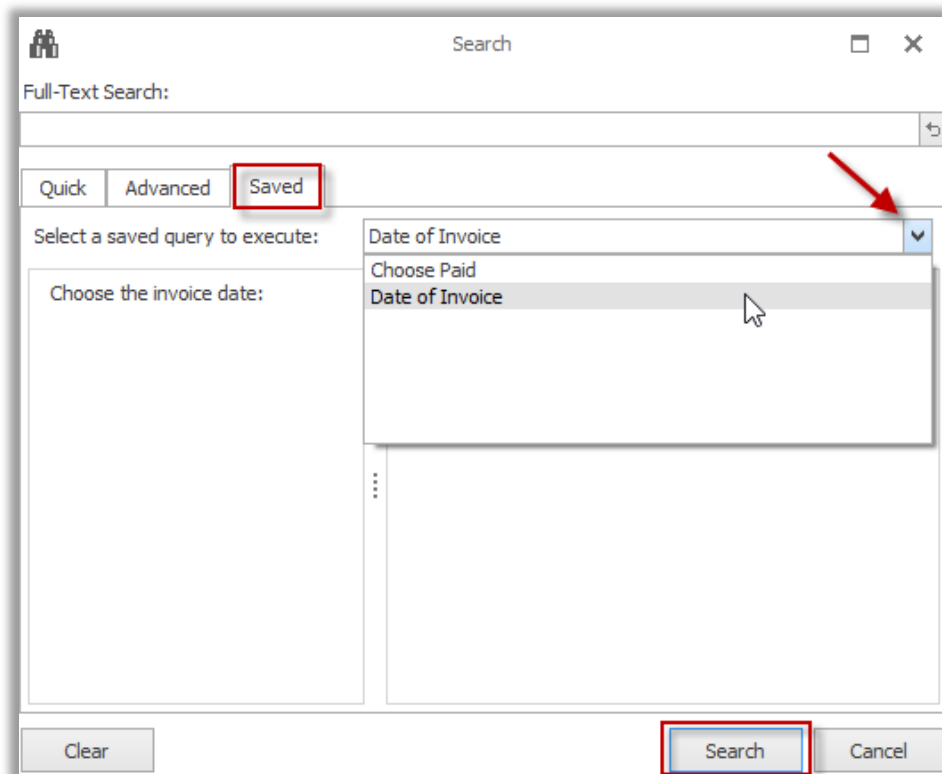 Search
Full-Text Search:
Quick Advanced Saved
Select a saved query to execute: Date of Invoice
Choose Paid
Choose the invoice date: Date of Invoice
Clear Search Cancel